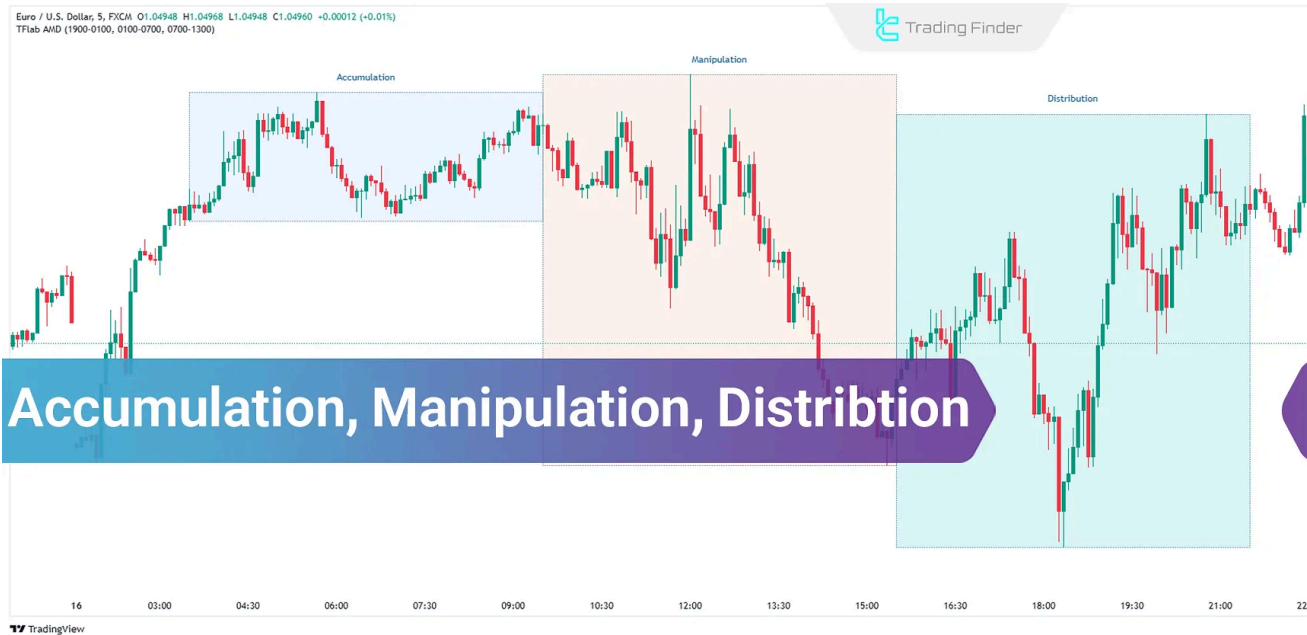 Euro / U.S. Dollar, 5, FXCM O1.04948 H1.04968 L1.04948 C1.04960 +0.00012 (+0.01%)
TFlab AMD (1900-0100, 0100-0700, 0700-1300)
Trading Finder
Manipulation
Accumulation
Distribution
Accumulation, Manipulation, Distribtion
16 03:00 04:30 06:00 07:30 09:00 10:30 12:00 13:30 15:00 16:30 18:00 19:30 21:00 22
TradingView